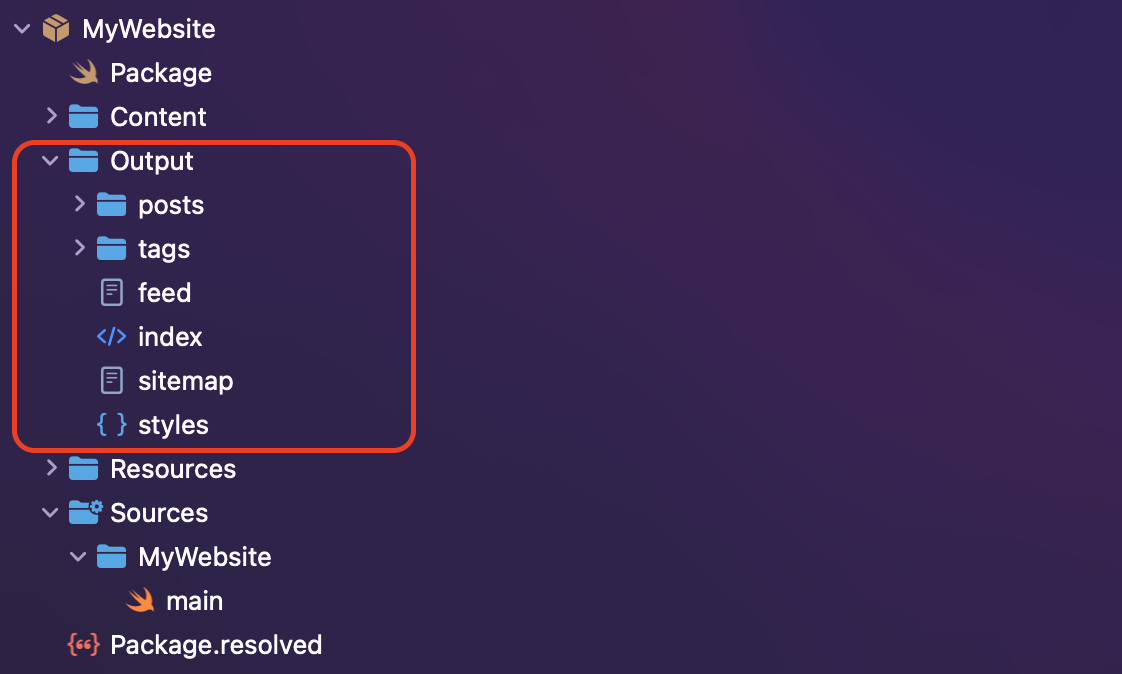 MyWebsite
Package
Content
Output
posts
tags
feed
index
sitemap
styles
Resources
Sources
MyWebsite
main
Package.resolved